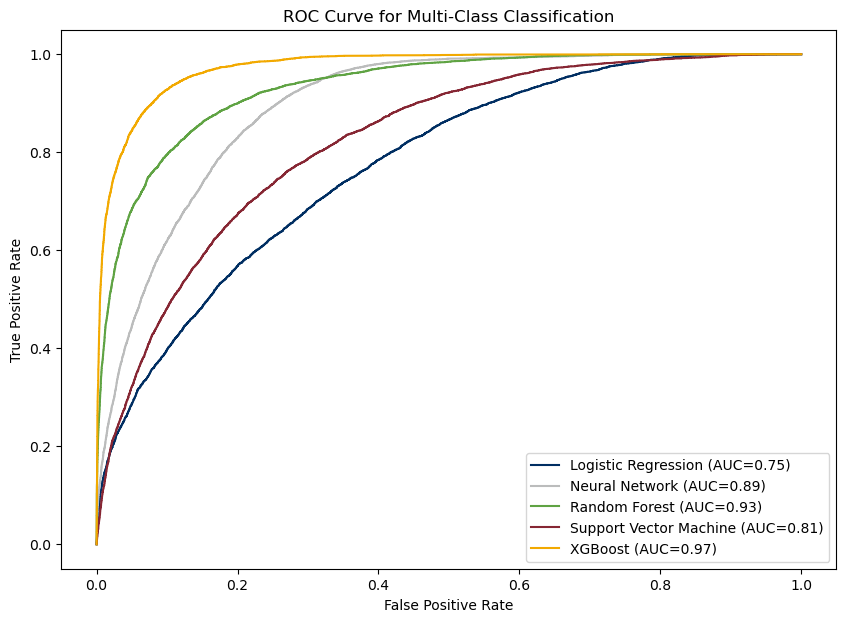 ROC Curve for Multi-Class Classification
True Positive Rate
1.0
0.8
0.6
0.4
0.2
0.0
0.0 0.2 0.4 0.6 0.8 1.0
False Positive Rate
Logistic Regression (AUC=0.75)
Neural Network (AUC=0.89)
Random Forest (AUC=0.93)
Support Vector Machine (AUC=0.81)
XGBoost (AUC=0.97)